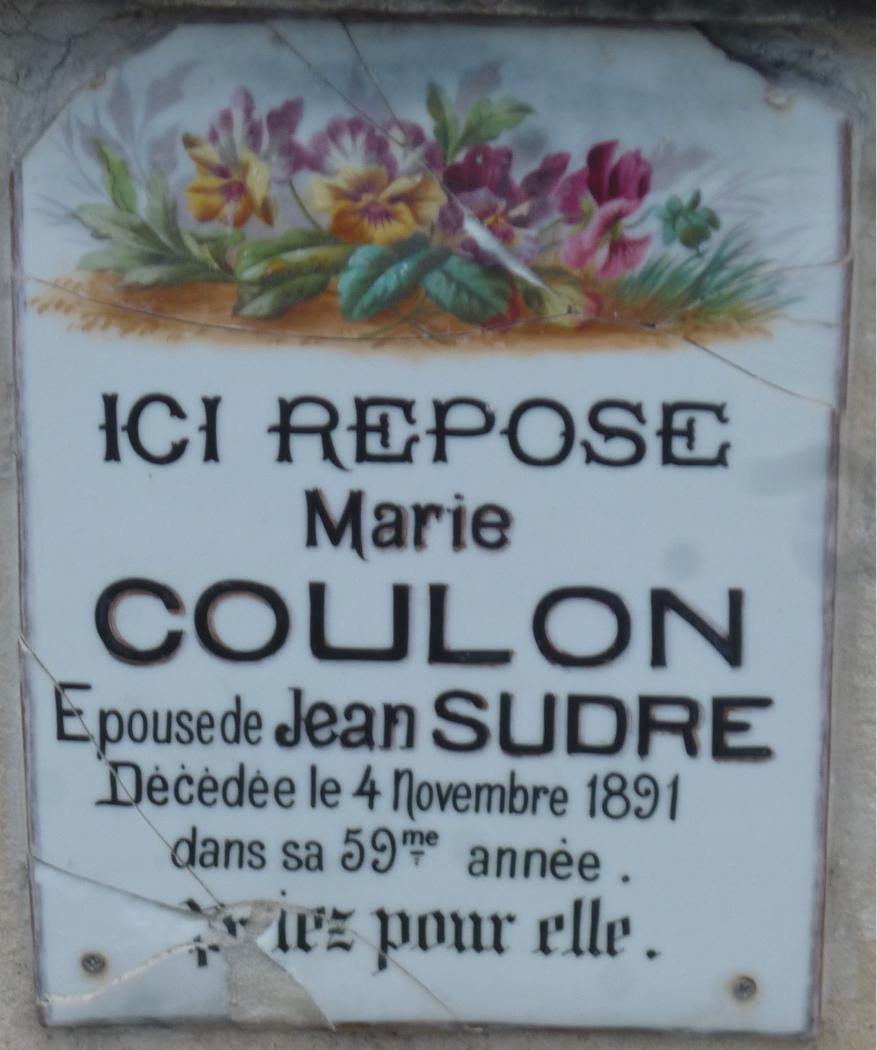 ICI REPOSE
Marie
COULON
Epouse de Jean SUDRE
Décédée le 4 Novembre 1891
dans sa 59me année.
Priez pour elle.